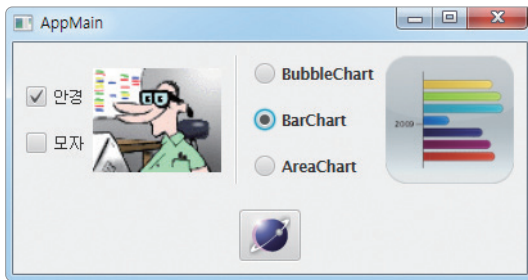 AppMain
안경
모자
BubbleChart
BarChart
AreaChart
2009